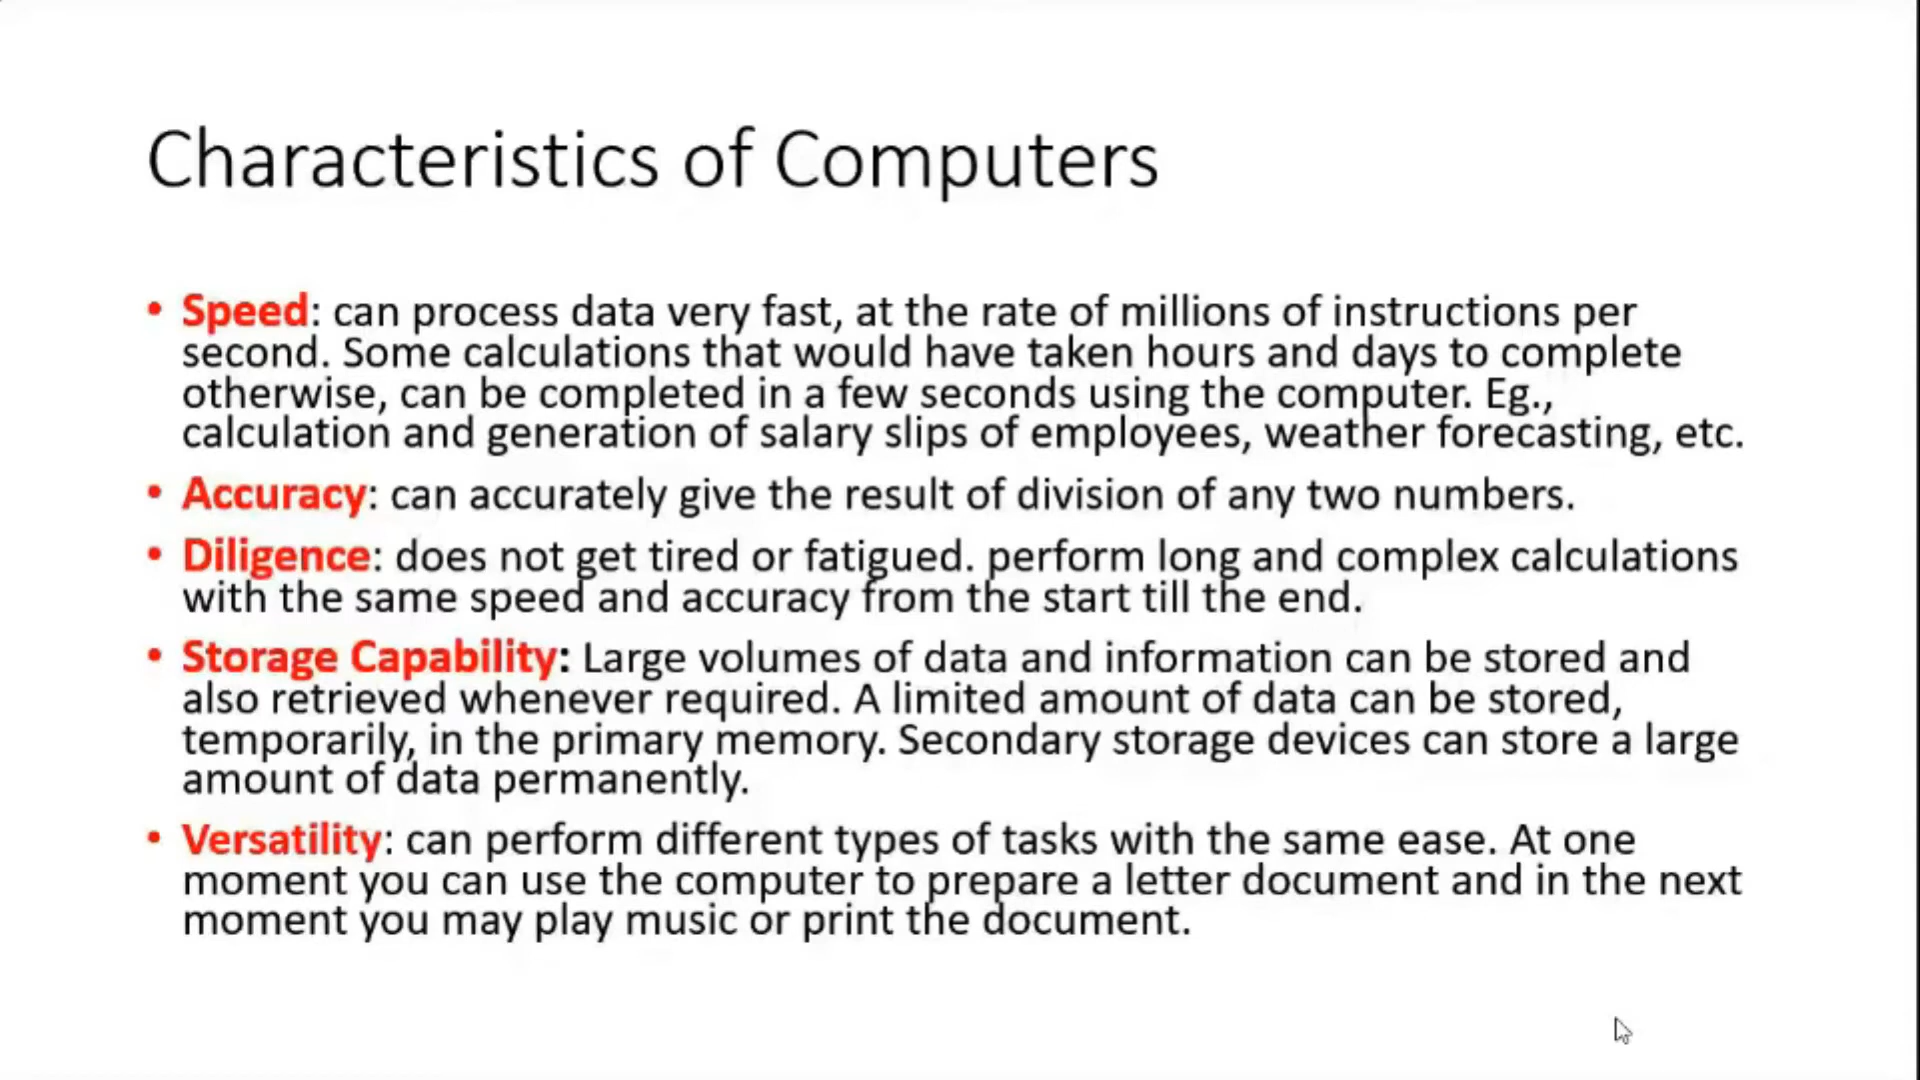 Characteristics of Computers
• Speed: can process data very fast, at the rate of millions of instructions per
second. Some calculations that would have taken hours and days to complete
otherwise, can be completed in a few seconds using the computer. Eg.,
calculation and generation of salary slips of employees, weather forecasting, etc.
• Accuracy: can accurately give the result of division of any two numbers.
• Diligence: does not get tired or fatigued. perform long and complex calculations
with the same speed and accuracy from the start till the end.
• Storage Capability: Large volumes of data and information can be stored and
also retrieved whenever required. A limited amount of data can be stored,
temporarily, in the primary memory. Secondary storage devices can store a large
amount of data permanently.
• Versatility: can perform different types of tasks with the same ease. At one
moment you can use the computer to prepare a letter document and in the next
moment you may play music or print the document.